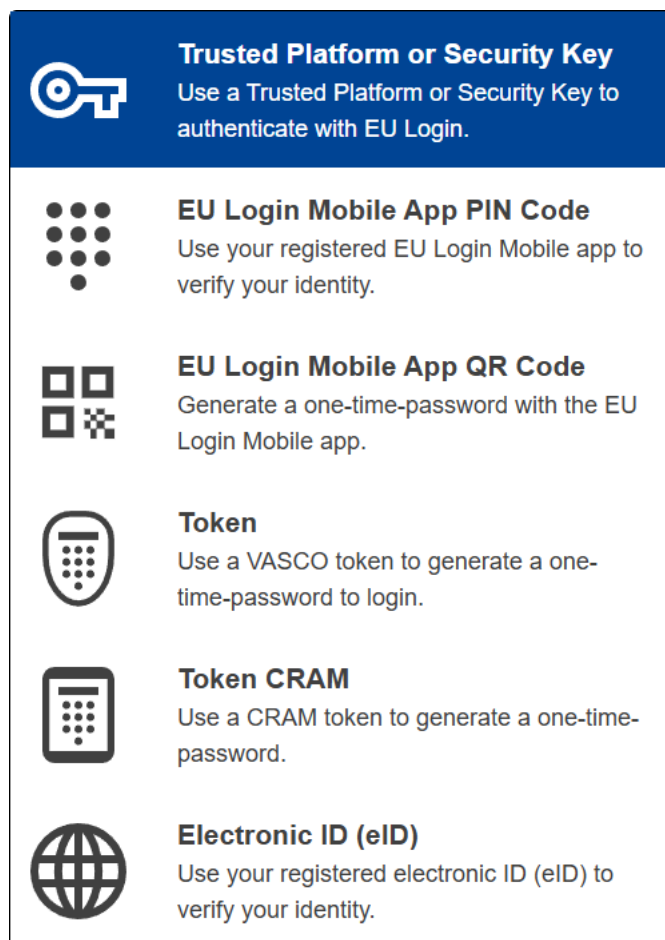 Trusted Platform or Security Key
Use a Trusted Platform or Security Key to
authenticate with EU Login.
EU Login Mobile App PIN Code
Use your registered EU Login Mobile app to
verify your identity.
EU Login Mobile App QR Code
Generate a one-time-password with the EU
Login Mobile app.
Token
Use a VASCO token to generate a one-
time-password to login.
Token CRAM
Use a CRAM token to generate a one-time-
password.
Electronic ID (eID)
Use your registered electronic ID (eID) to
verify your identity.